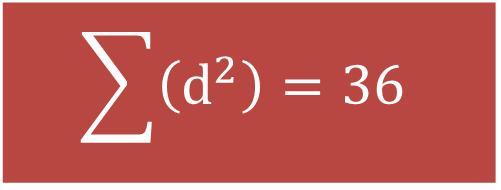 ∑(d²) = 36